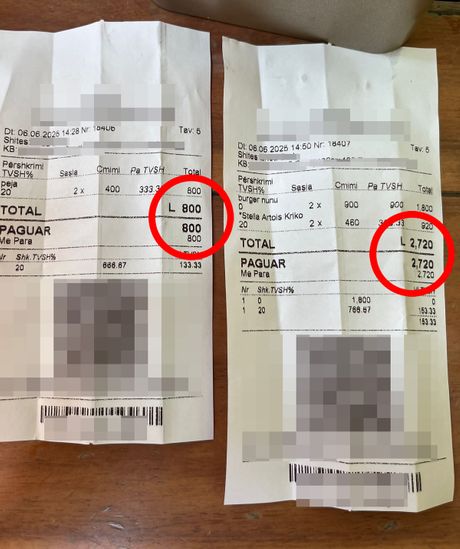 Dt: 06.06.2025 14:28 Nr: 18406 Tav: 5
Shites
KB:
Përshkrimi
TVSH% Sasia Cmimi Pa TVSH Total
peja
20 2 x 400 333.3 800
TOTAL L 800
PAGUAR 800
Me Para 800
Nr Shk.TVSH%
20 666.67 133.33
Dt: 06.06.2025 14:50 Nr: 18407
Shites Tav: 5
KB:
Përshkrimi
TVSH% Sasia Cmimi Pa TVSH Total
burger nunu
0 2 x 900 900 1,800
*Stella Artois Kriko
20 2 x 460 920
TOTAL L 2,720
PAGUAR 2,720
Me Para 2,720
Nr Shk.TVSH%
1 0 1,800 0
1 20 766.67 153.33
153.33